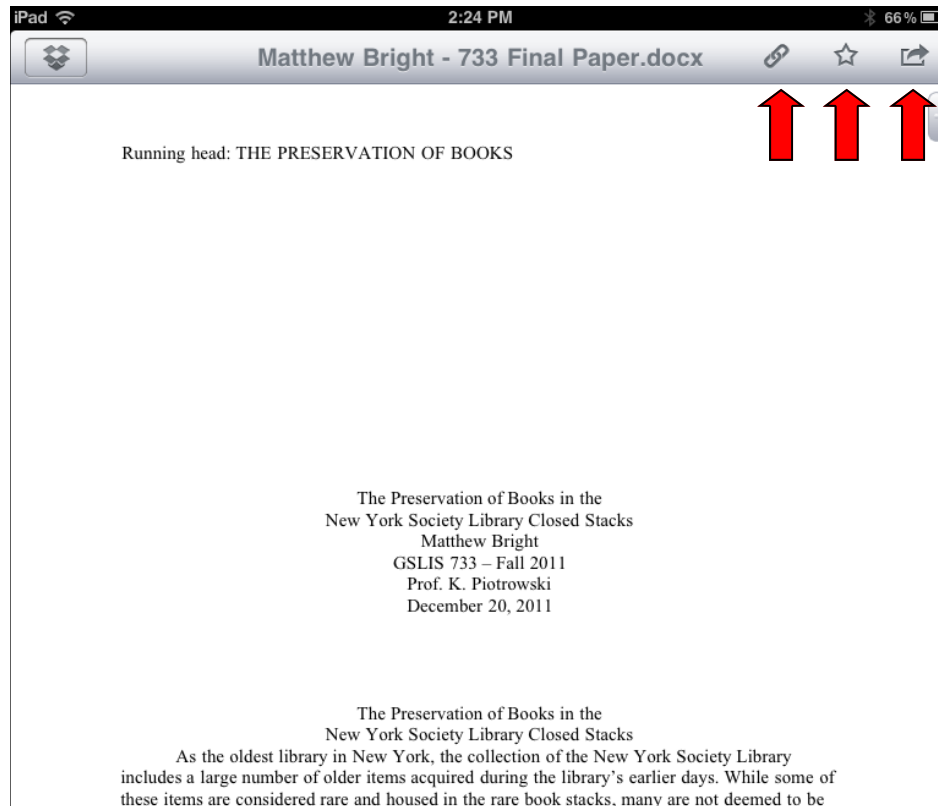 iPad 2:24 PM 66%
Matthew Bright - 733 Final Paper.docx
Running head: THE PRESERVATION OF BOOKS
The Preservation of Books in the
New York Society Library Closed Stacks
Matthew Bright
GSLIS 733 – Fall 2011
Prof. K. Piotrowski
December 20, 2011
The Preservation of Books in the
New York Society Library Closed Stacks
As the oldest library in New York, the collection of the New York Society Library
includes a large number of older items acquired during the library’s earlier days. While some of
these items are considered rare and housed in the rare book stacks, many are not deemed to be